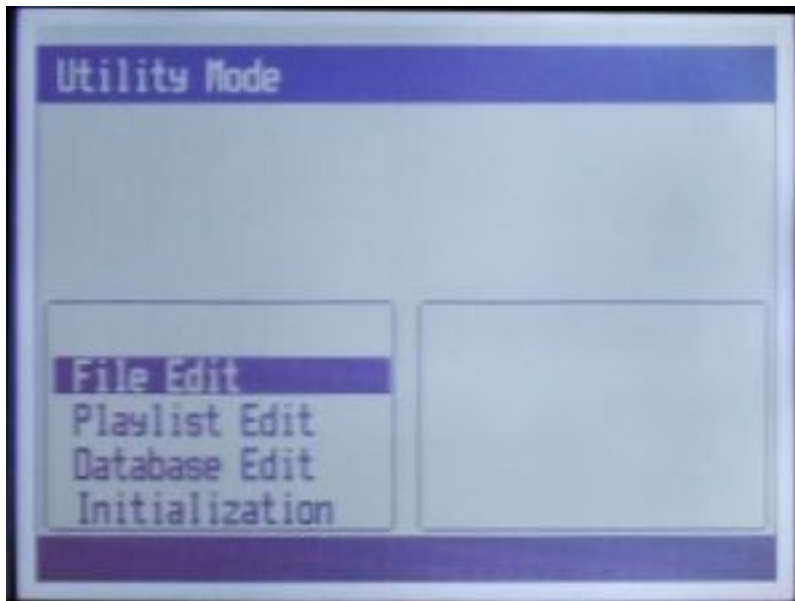 Utility Mode
File Edit
Playlist Edit
Database Edit
Initialization